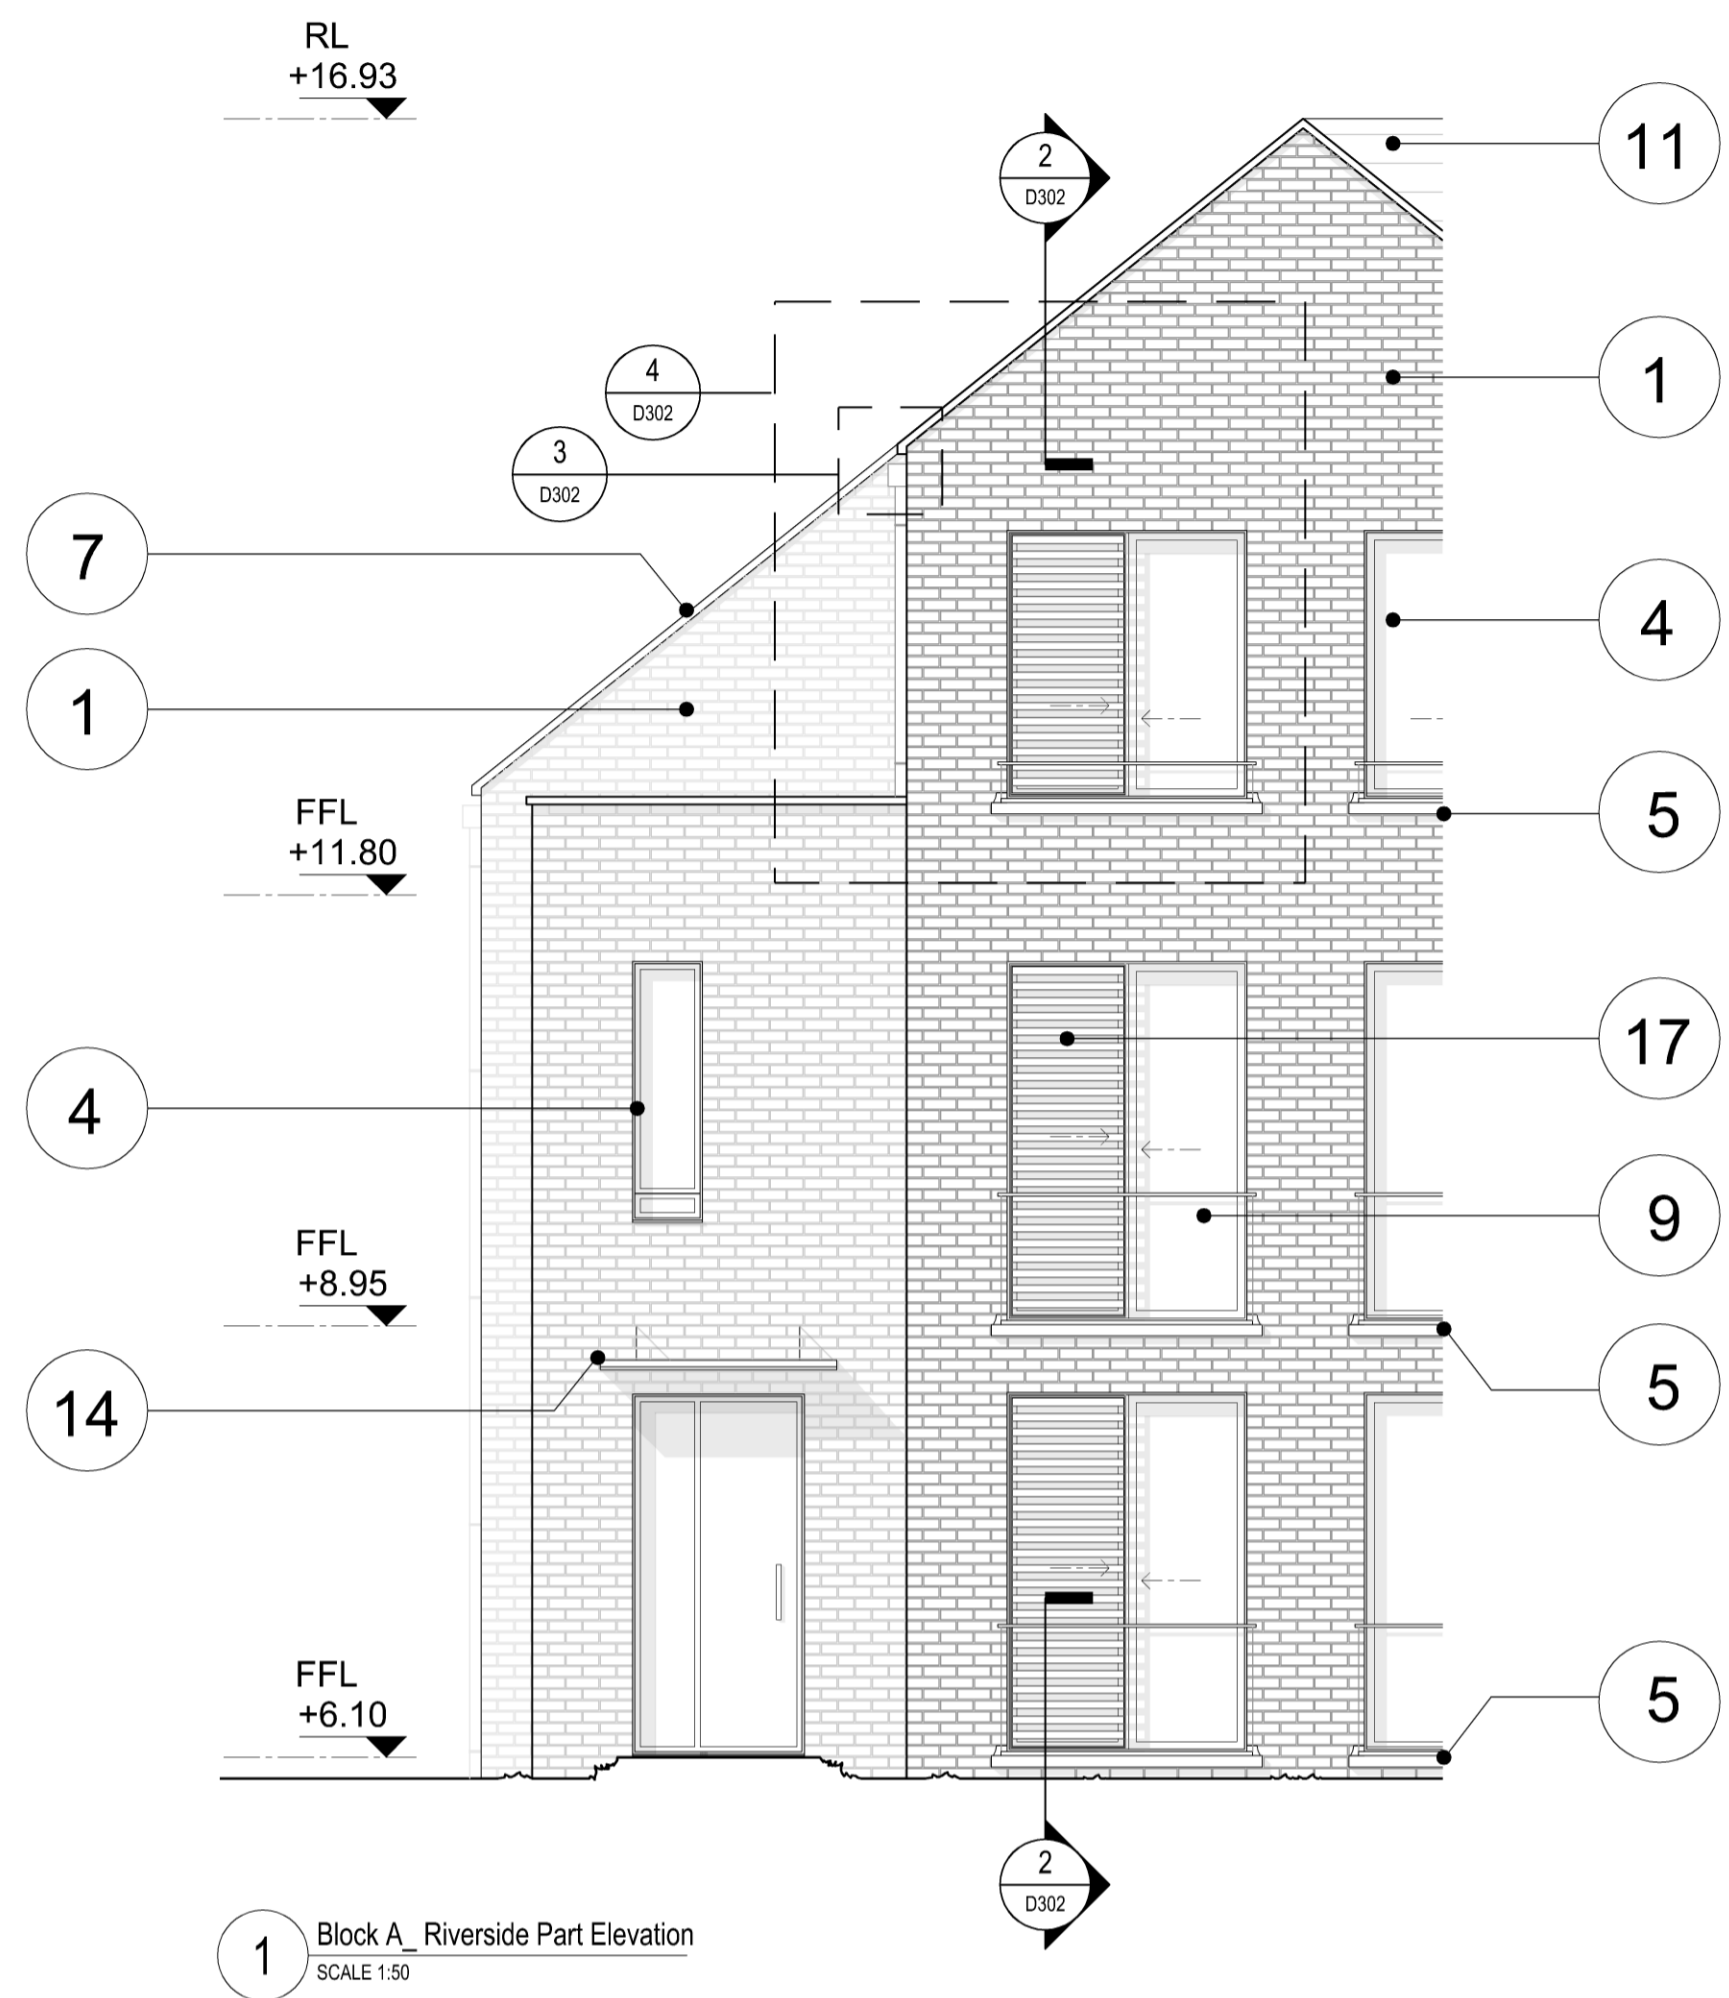 RL
+16.93
2
D302
11
1
4
D302
3
D302
7
4
1
5
FFL
+11.80
17
4
9
FFL
+8.95
5
14
5
FFL
+6.10
2
D302
1
Block A_ Riverside Part Elevation
SCALE 1:50